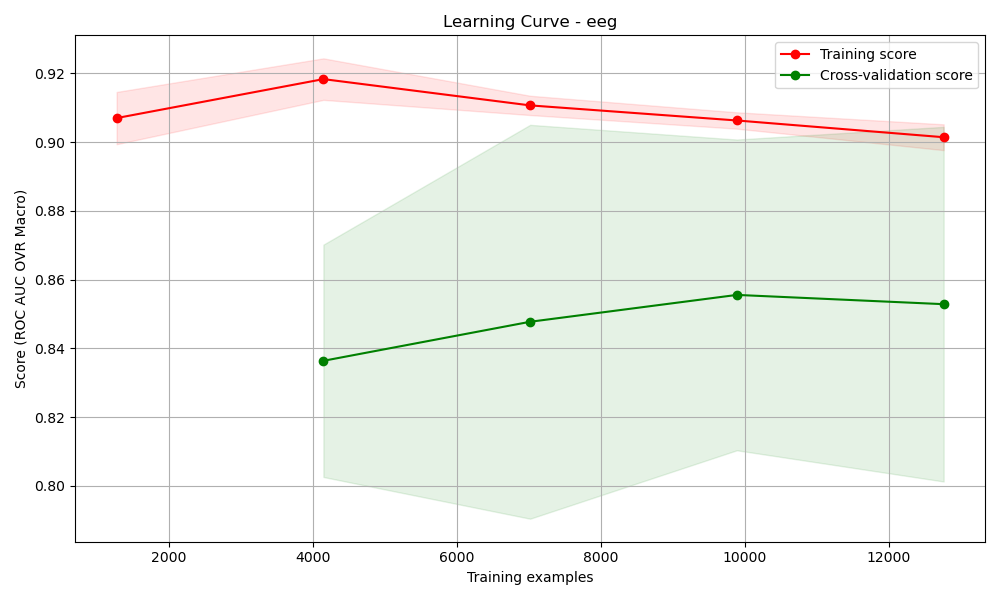 Learning Curve - eeg
Training score
Cross-validation score
Score (ROC AUC OVR Macro)
0.92
0.90
0.88
0.86
0.84
0.82
0.80
2000 4000 6000 8000 10000 12000
Training examples